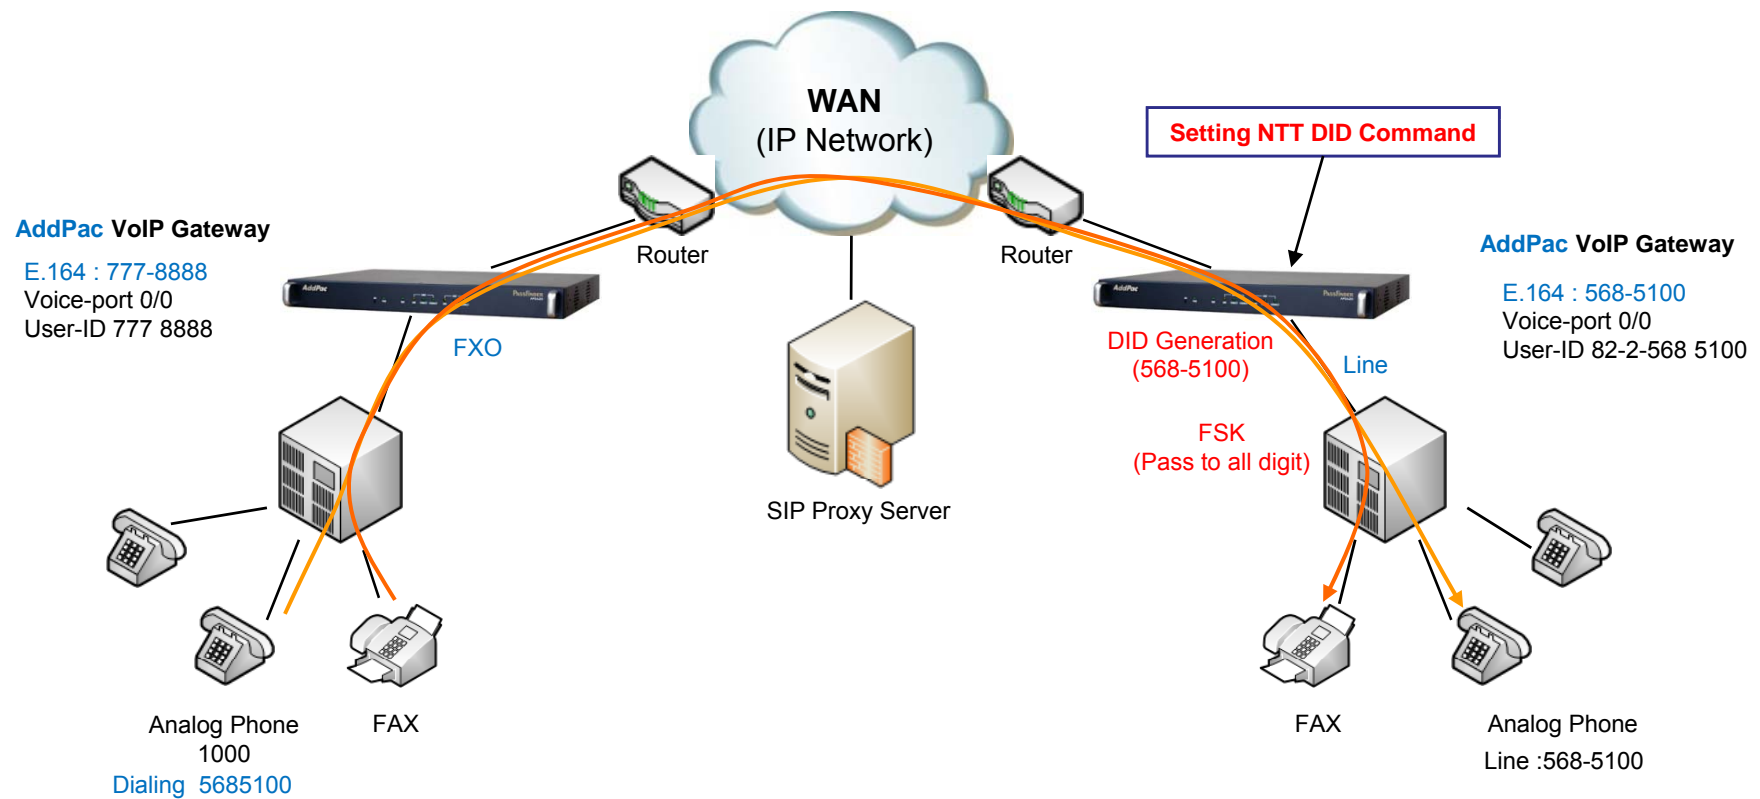 WAN
(IP Network)
Setting NTT DID Command
AddPac VoIP Gateway
E.164 : 777-8888
Voice-port 0/0
User-ID 777 8888
Router
Router
AddPac VoIP Gateway
E.164 : 568-5100
Voice-port 0/0
User-ID 82-2-568 5100
AddPac
AddPac
FXO
DID Generation
(568-5100)
Line
FSK
(Pass to all digit)
SIP Proxy Server
Analog Phone
1000
Dialing 5685100
FAX
FAX
Analog Phone
Line :568-5100